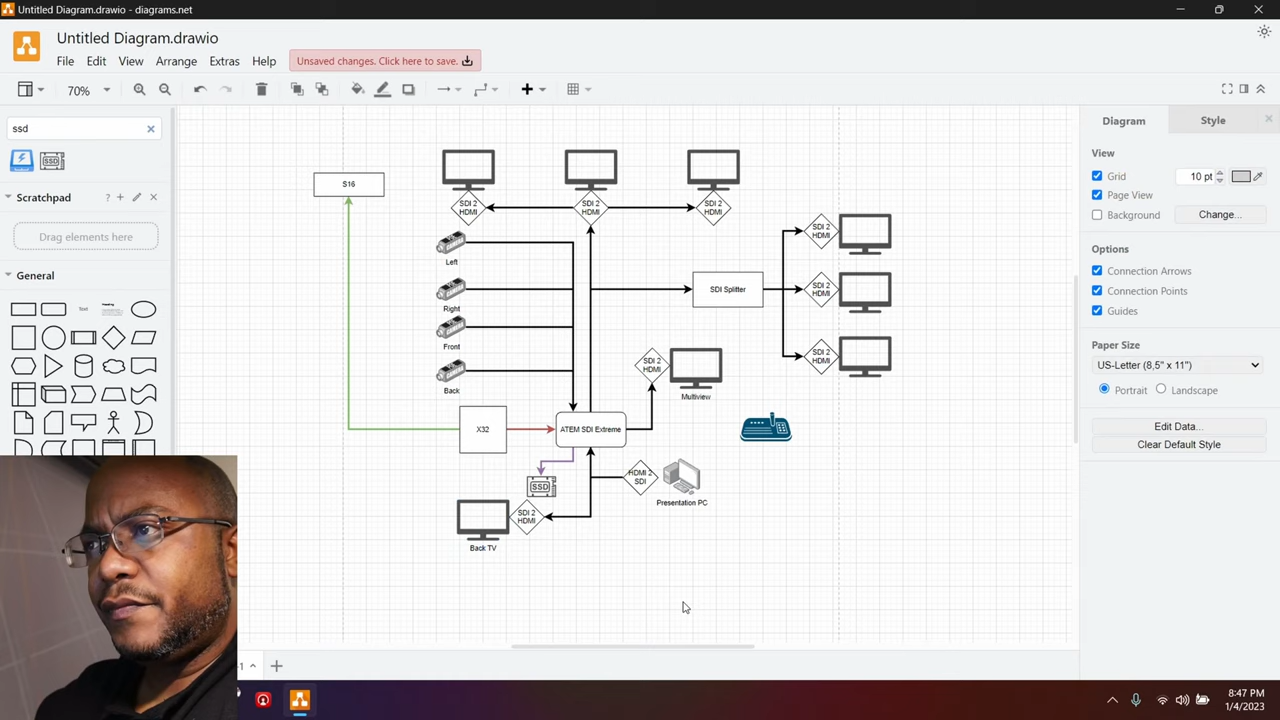 Untitled Diagram.drawio - diagrams.net
Untitled Diagram.drawio
File Edit View Arrange Extras Help
Unsaved changes. Click here to save.
70%
ssd
SSD
Scratchpad
Drag elements here
General
Text
Heading
S16
SDI 2
HDMI
SDI 2
HDMI
SDI 2
HDMI
Left
Right
Front
Back
SDI Splitter
SDI 2
HDMI
SDI 2
HDMI
SDI 2
HDMI
SDI 2
HDMI
Multiview
X32
ATEM SDI Extreme
SSD
HDMI 2
SDI
Presentation PC
SDI 2
HDMI
Back TV
Diagram
Style
View
Grid
10 pt
Page View
Background
Change...
Options
Connection Arrows
Connection Points
Guides
Paper Size
US-Letter (8,5" x 11")
Portrait
Landscape
Edit Data...
Clear Default Style
8:47 PM
1/4/2023